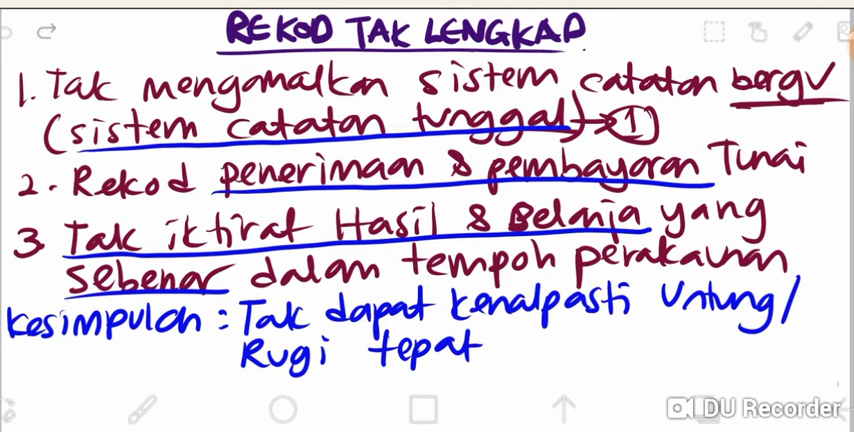 REKOD TAK LENGKAP
1. Tak mengamalkan sistem catatan bergu
(sistem catatan tunggal) → 1
2. Rekod penerimaan & pembayaran Tunai
3 Tak iktiraf Hasil & Belanja yang
sebenar dalam tempoh perakaunan
Kesimpulan : Tak dapat kenalpasti Untung/
Rugi tepat
DU Recorder